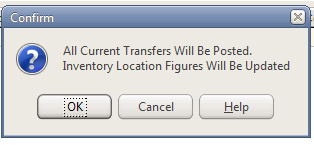 Confirm
All Current Transfers Will Be Posted.
Inventory Location Figures Will Be Updated
OK
Cancel
Help